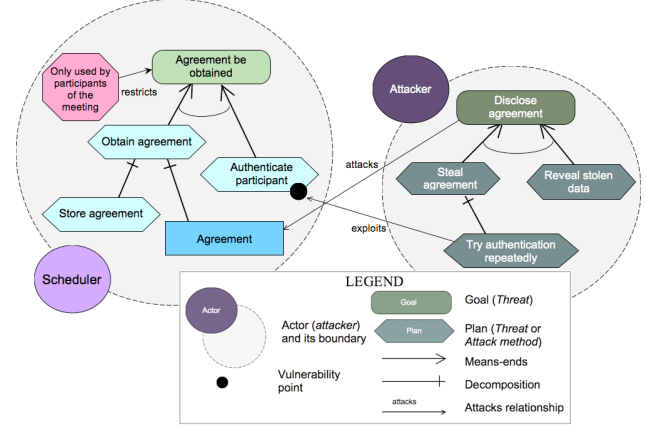 Agreement be
obtained
Only used by
participants
of the
meeting
restricts
Attacker
Disclose
agreement
Obtain agreement
Authenticate
participant
attacks
Steal
agreement
Reveal stolen
data
Store agreement
Agreement
exploits
Try authentication
repeatedly
Scheduler
LEGEND
Actor
Actor (attacker)
and its boundary
Vulnerability
point
Goal
Goal (Threat)
Plan
Plan (Threat or
Attack method)
Means-ends
Decomposition
attacks
Attacks relationship